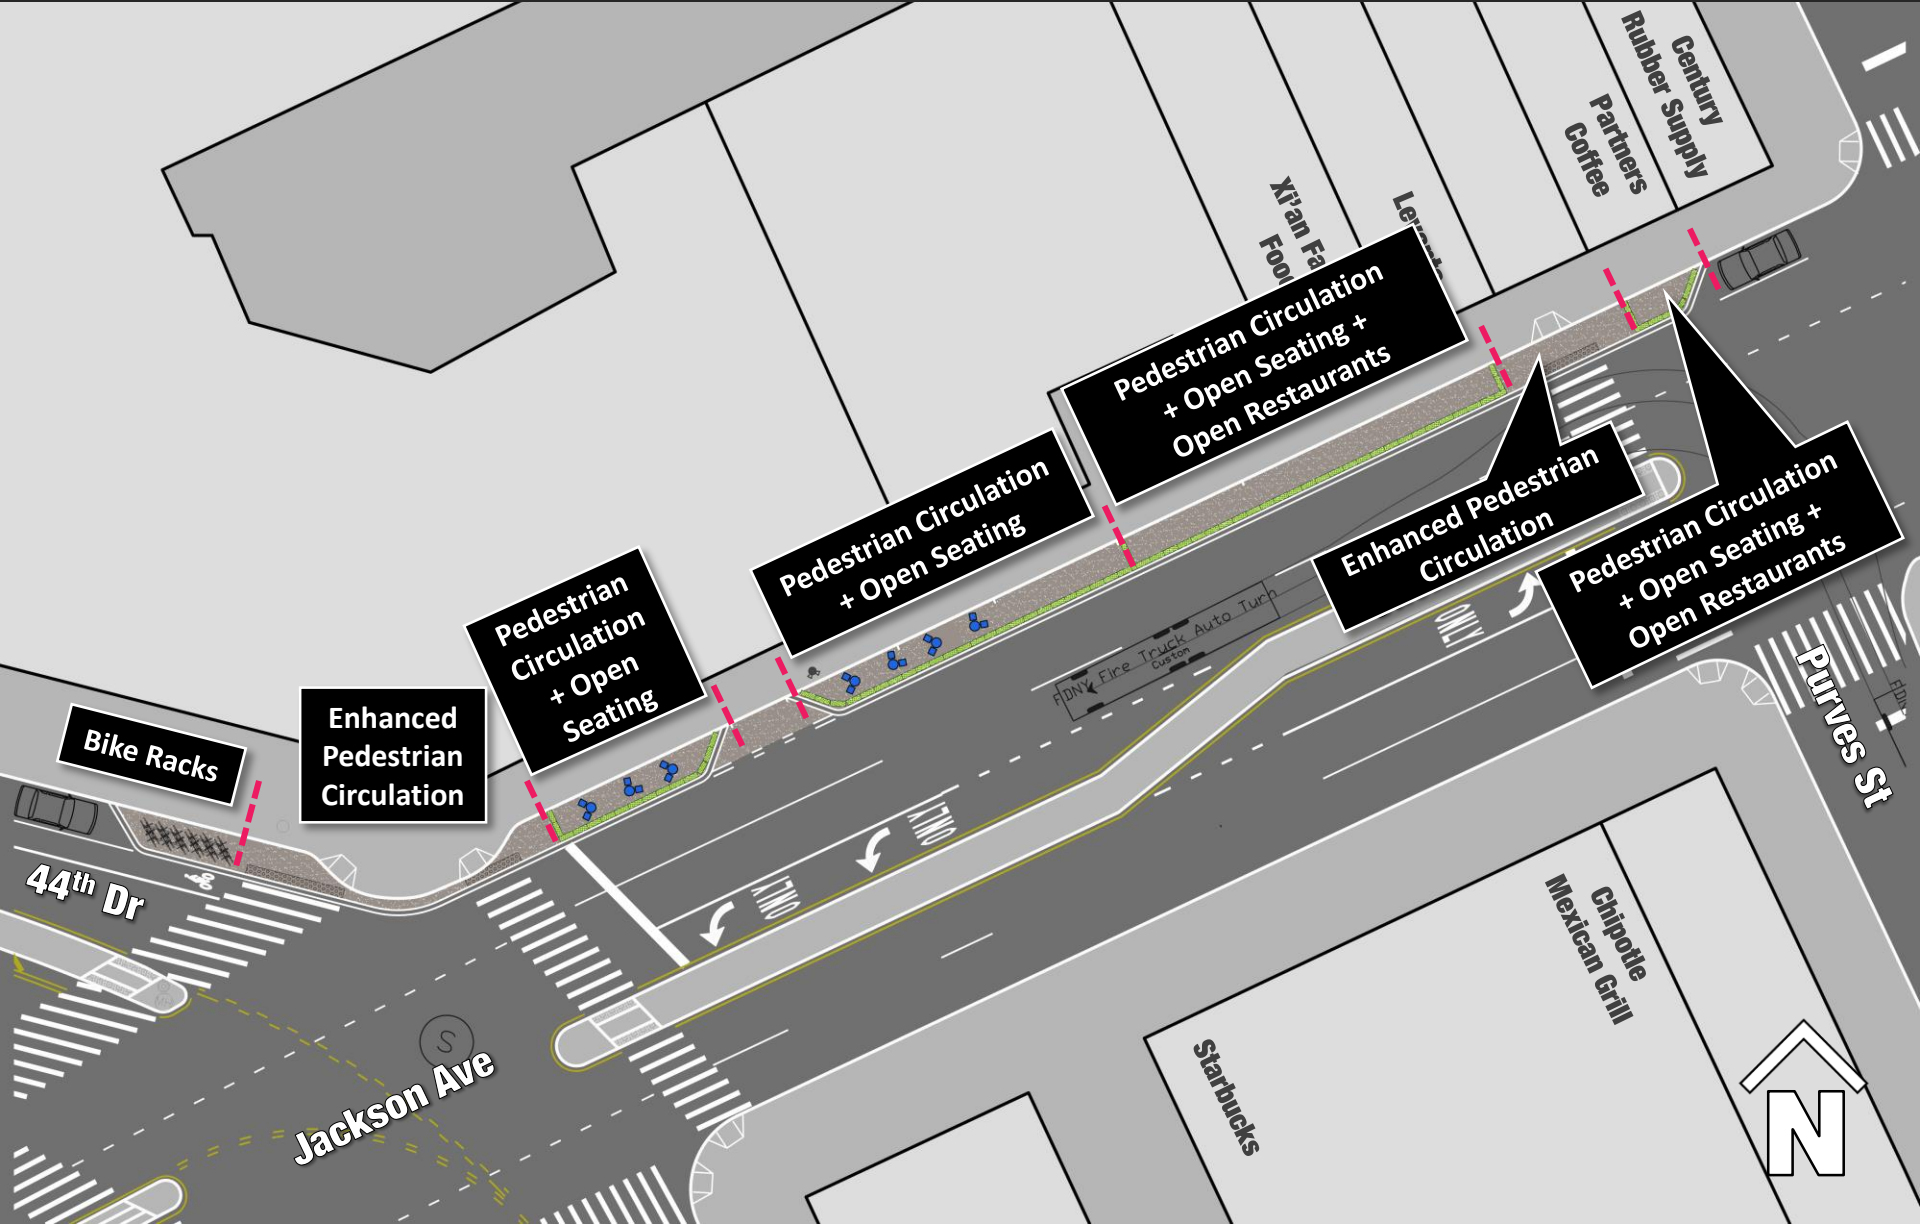 Century
Rubber Supply
Partners
Coffee
Xi'an Fa
Foo
Pedestrian Circulation
+ Open Seating +
Open Restaurants
Pedestrian Circulation
+ Open Seating
Pedestrian
Circulation
+ Open
Seating
Enhanced
Pedestrian
Circulation
Bike Racks
Enhanced Pedestrian
Circulation
Pedestrian Circulation
+ Open Seating +
Open Restaurants
FDNY Fire Truck Auto Turn
Custom
ONLY
ONLY
ONLY
44th Dr
Jackson Ave
Purves St
S
Chipotle
Mexican Grill
Starbucks
N